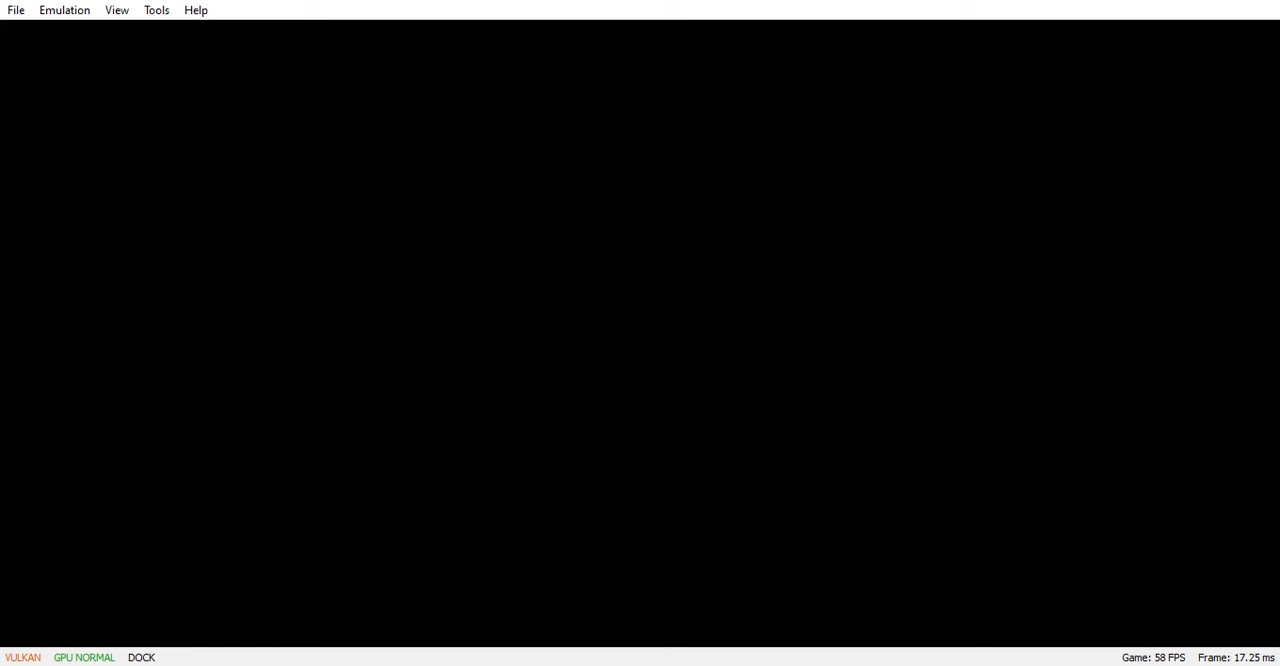 File Emulation View Tools Help
VULKAN GPU NORMAL DOCK Game: 58 FPS Frame: 17.25 ms